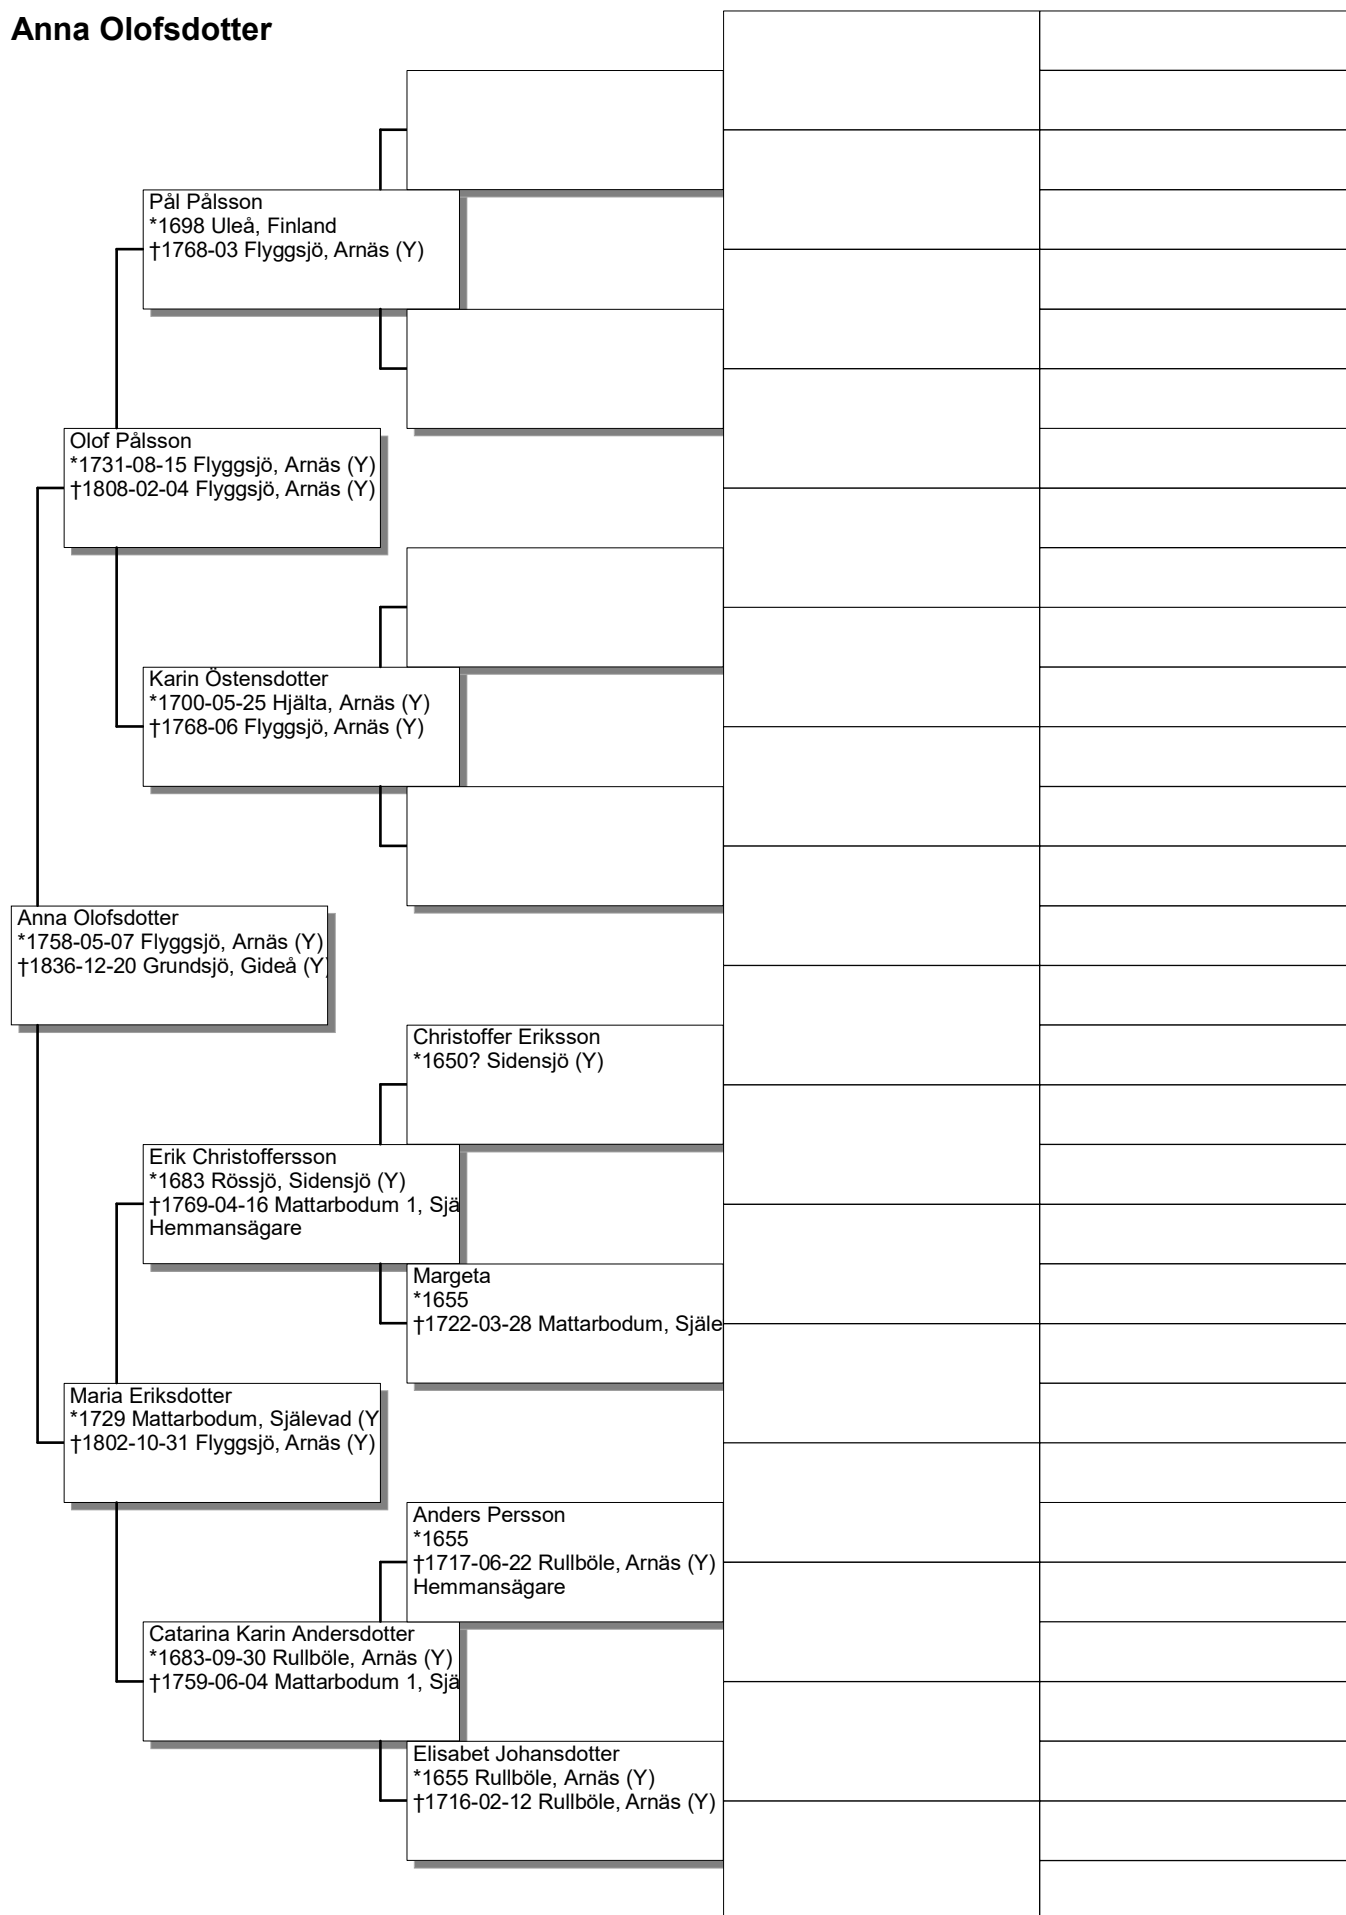 Anna Olofsdotter
Pål Pålsson
*1698 Uleå, Finland
†1768-03 Flyggsjö, Arnäs (Y)
Olof Pålsson
*1731-08-15 Flyggsjö, Arnäs (Y)
†1808-02-04 Flyggsjö, Arnäs (Y)
Karin Östensdotter
*1700-05-25 Hjälta, Arnäs (Y)
†1768-06 Flyggsjö, Arnäs (Y)
Anna Olofsdotter
*1758-05-07 Flyggsjö, Arnäs (Y)
†1836-12-20 Grundsjö, Gideå (Y)
Christoffer Eriksson
*1650? Sidensjö (Y)
Erik Christoffersson
*1683 Rössjö, Sidensjö (Y)
†1769-04-16 Mattarbodum 1, Sjä
Hemmansägare
Margeta
*1655
†1722-03-28 Mattarbodum, Själe
Maria Eriksdotter
*1729 Mattarbodum, Själevad (Y
†1802-10-31 Flyggsjö, Arnäs (Y)
Anders Persson
*1655
†1717-06-22 Rullböle, Arnäs (Y)
Hemmansägare
Catarina Karin Andersdotter
*1683-09-30 Rullböle, Arnäs (Y)
†1759-06-04 Mattarbodum 1, Sjä
Elisabet Johansdotter
*1655 Rullböle, Arnäs (Y)
†1716-02-12 Rullböle, Arnäs (Y)